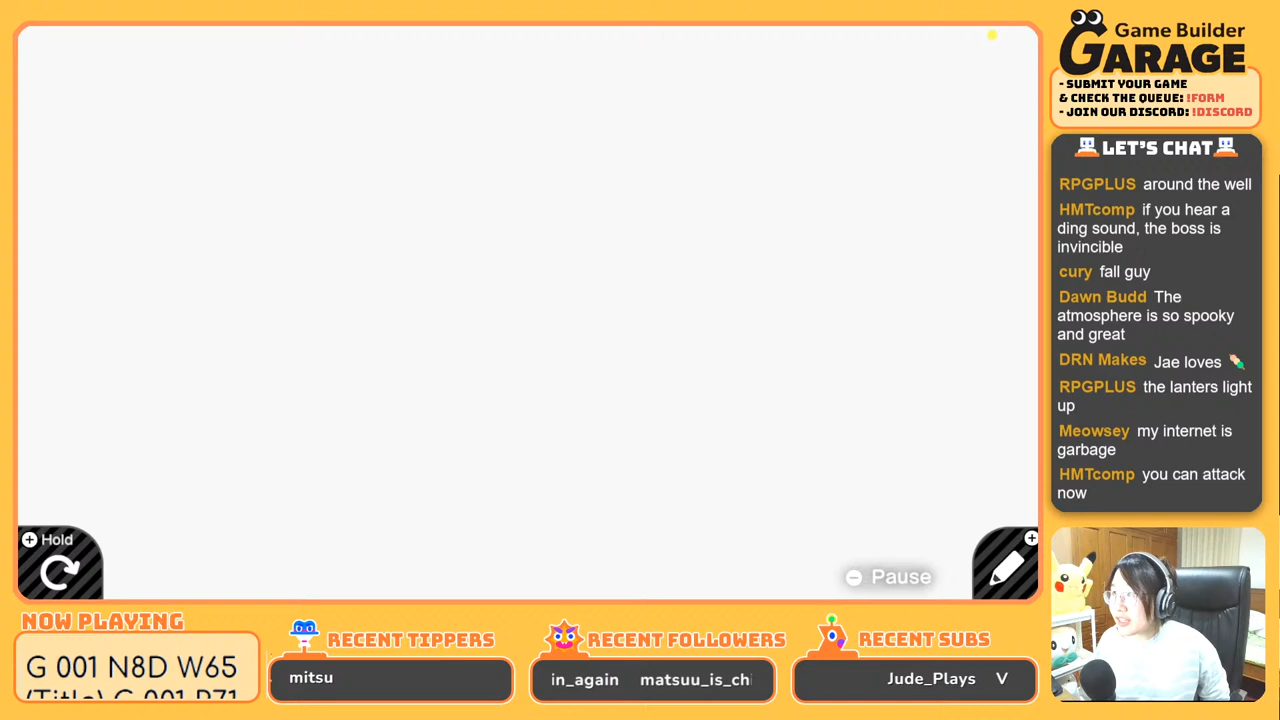 Game Builder
GARAGE
- SUBMIT YOUR GAME
& CHECK THE QUEUE: !FORM
- JOIN OUR DISCORD: !DISCORD
LET'S CHAT
RPGPLUS around the well
HMTcomp if you hear a
ding sound, the boss is
invincible
cury fall guy
Dawn Budd The
atmosphere is so spooky
and great
DRN Makes Jae loves
RPGPLUS the lanters light
up
Meowsey my internet is
garbage
HMTcomp you can attack
now
Hold
Pause
NOW PLAYING
G 001 N8D W65
(Title) G 001 P71
RECENT TIPPERS
mitsu
RECENT FOLLOWERS
in_again matsuu_is_chi
RECENT SUBS
Jude_Plays V